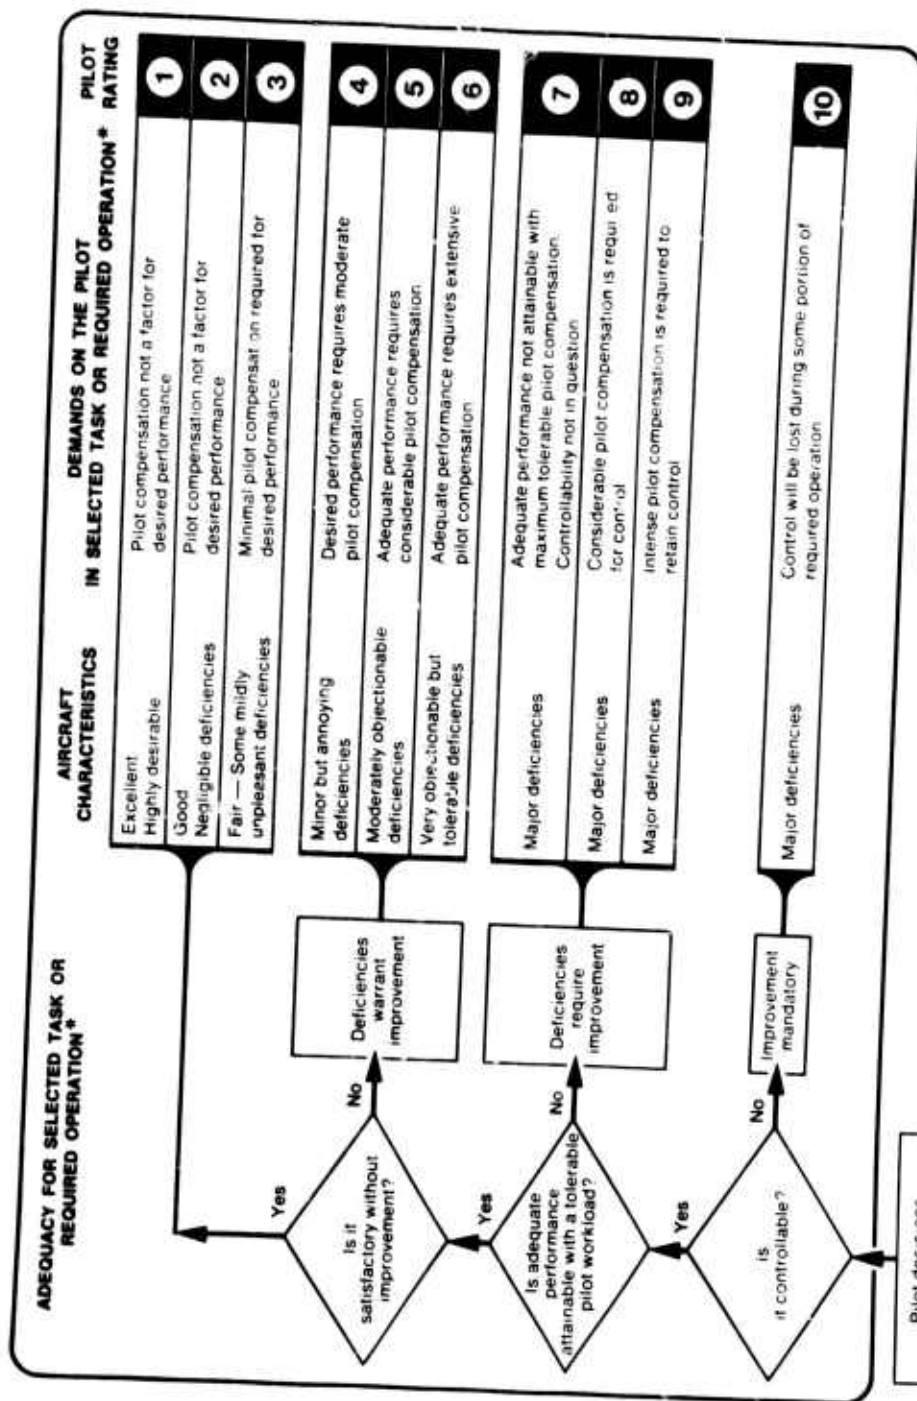 ADEQUACY FOR SELECTED TASK OR
REQUIRED OPERATION*
AIRCRAFT
CHARACTERISTICS
DEMANDS ON THE PILOT
IN SELECTED TASK OR REQUIRED OPERATION*
PILOT
RATING
Excellent
Highly desirable
Pilot compensation not a factor for
desired performance
1
Good
Negligible deficiencies
Pilot compensation not a factor for
desired performance
2
Fair — Some mildly
unpleasant deficiencies
Minimal pilot compensation required for
desired performance
3
Yes
Is it
satisfactory without
improvement?
No
Deficiencies
warrant
improvement
Minor but annoying
deficiencies
Desired performance requires moderate
pilot compensation
4
Moderately objectionable
deficiencies
Adequate performance requires
considerable pilot compensation
5
Very objectionable but
tolerable deficiencies
Adequate performance requires extensive
pilot compensation
6
Yes
Is adequate
performance
attainable with a tolerable
pilot workload?
No
Deficiencies
require
improvement
Major deficiencies
Adequate performance not attainable with
maximum tolerable pilot compensation.
Controllability not in question
7
Major deficiencies
Considerable pilot compensation is required
for control
8
Major deficiencies
Intense pilot compensation is required to
retain control
9
Yes
Is
it controllable?
No
Improvement
mandatory
Major deficiencies
Control will be lost during some portion of
required operation
10
Pilot